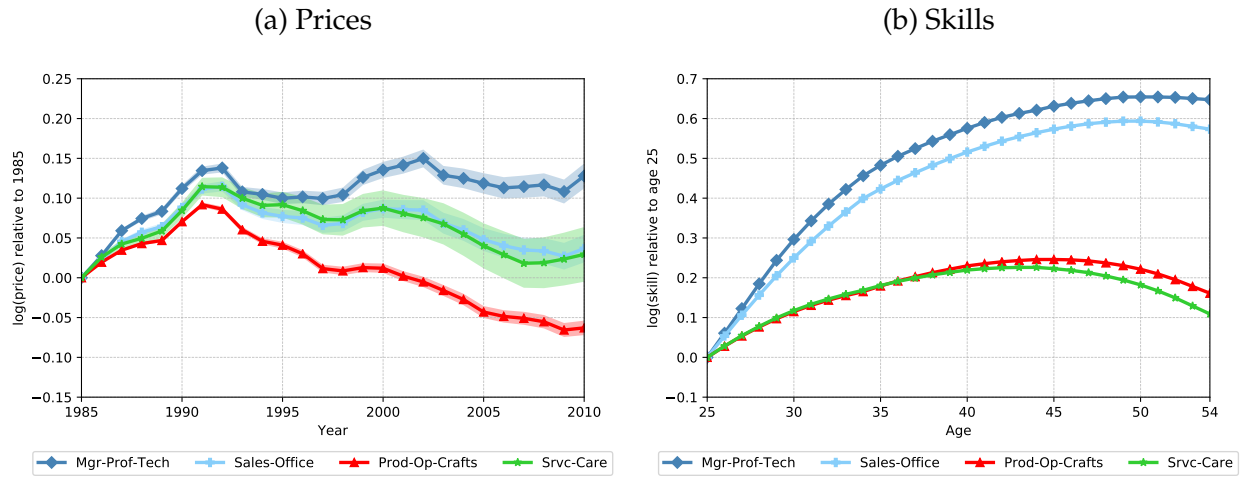 (a) Prices
0.25
0.20
0.15
0.10
0.05
0.00
−0.05
−0.10
−0.15
log(price) relative to 1985
1985 1990 1995 2000 2005 2010
Year
Mgr-Prof-Tech Sales-Office Prod-Op-Crafts Srvc-Care
(b) Skills
0.7
0.6
0.5
0.4
0.3
0.2
0.1
0.0
−0.1
log(skill) relative to age 25
25 30 35 40 45 50 54
Age
Mgr-Prof-Tech Sales-Office Prod-Op-Crafts Srvc-Care